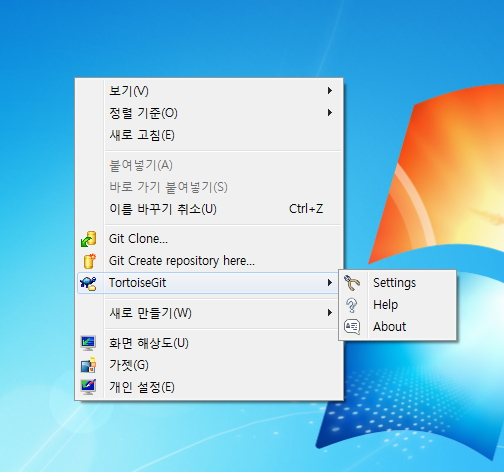 보기(V)
정렬 기준(O)
새로 고침(E)
붙여넣기(A)
바로 가기 붙여넣기(S)
이름 바꾸기 취소(U) Ctrl+Z
Git Clone...
Git Create repository here...
TortoiseGit
Settings
Help
About
새로 만들기(W)
화면 해상도(U)
가젯(G)
개인 설정(E)